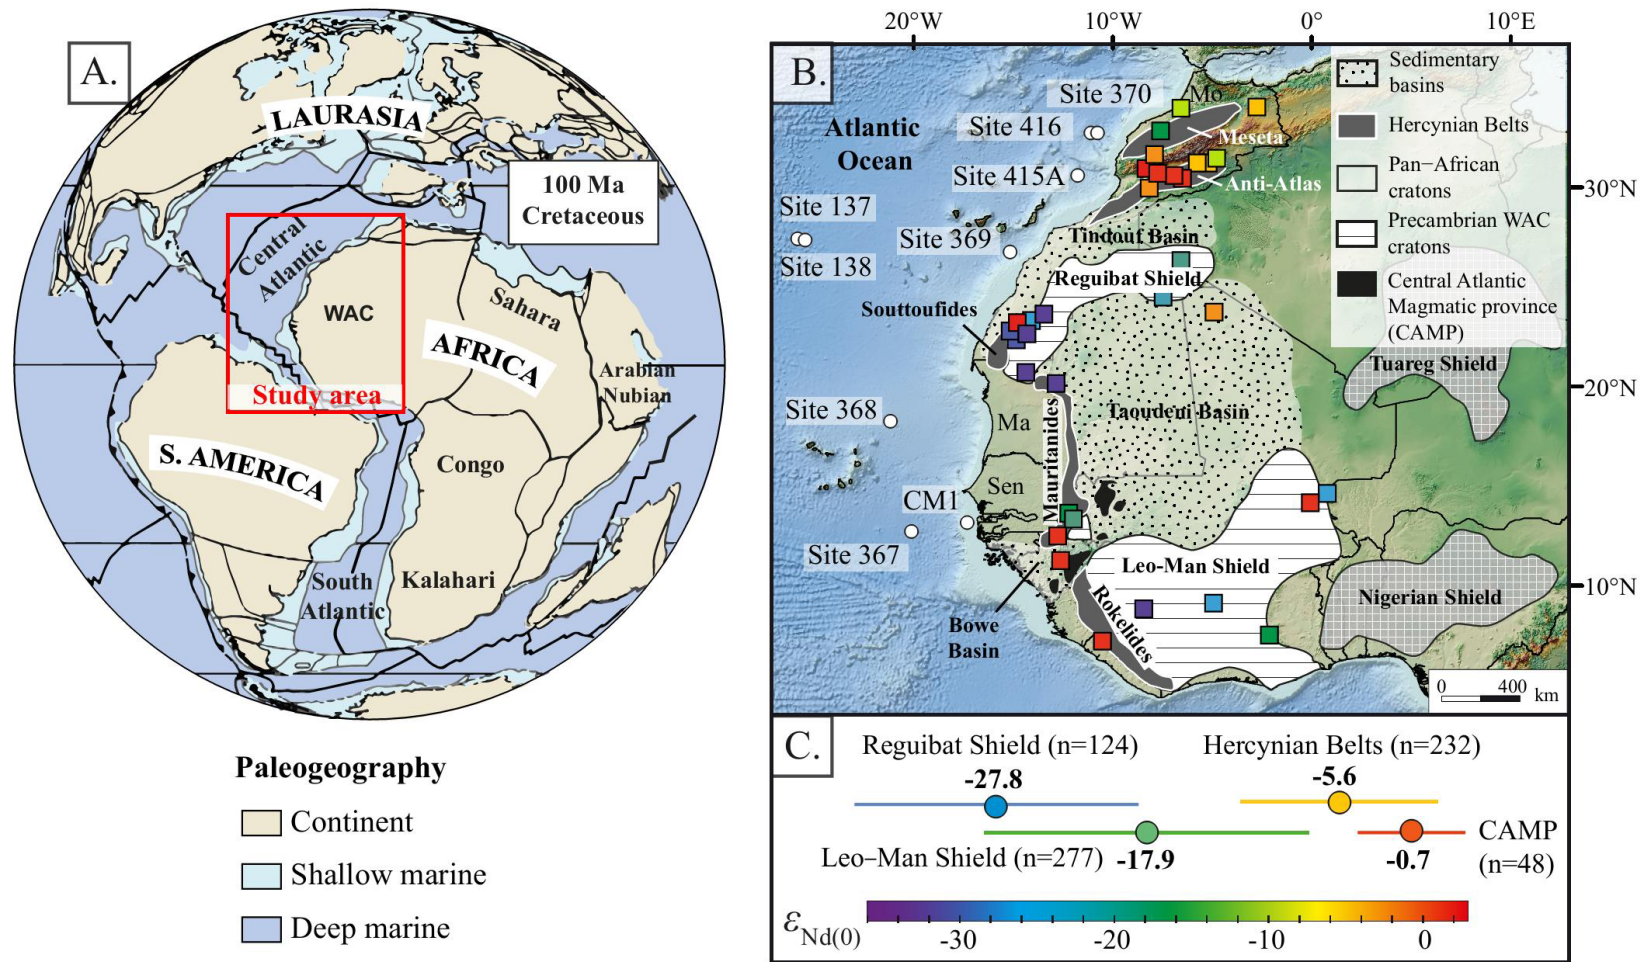 A.
LAURASIA
100 Ma
Cretaceous
Central
Atlantic
WAC
Sahara
AFRICA
Arabian
Nubian
Study area
S. AMERICA
Congo
South
Atlantic
Kalahari
Paleogeography
Continent
Shallow marine
Deep marine
20°W
10°W
0°
10°E
B.
Site 370
Mo
Atlantic
Ocean
Site 416
Meseta
Site 415A
Anti-Atlas
Site 137
Site 369
Tindouf Basin
Site 138
Reguibat Shield
Souttoufides
Site 368
Ma
Mauritanides
Taoudeni Basin
Tuareg Shield
CM1
Sen
Site 367
Leo-Man Shield
Nigerian Shield
Rokelides
Bowe
Basin
Sedimentary
basins
Hercynian Belts
Pan−African
cratons
Precambrian WAC
cratons
Central Atlantic
Magmatic province
(CAMP)
30°N
20°N
10°N
0
400
km
C.
Reguibat Shield (n=124)
-27.8
Hercynian Belts (n=232)
-5.6
Leo−Man Shield (n=277)
-17.9
-0.7
CAMP
(n=48)
εNd(0)
-30
-20
-10
0